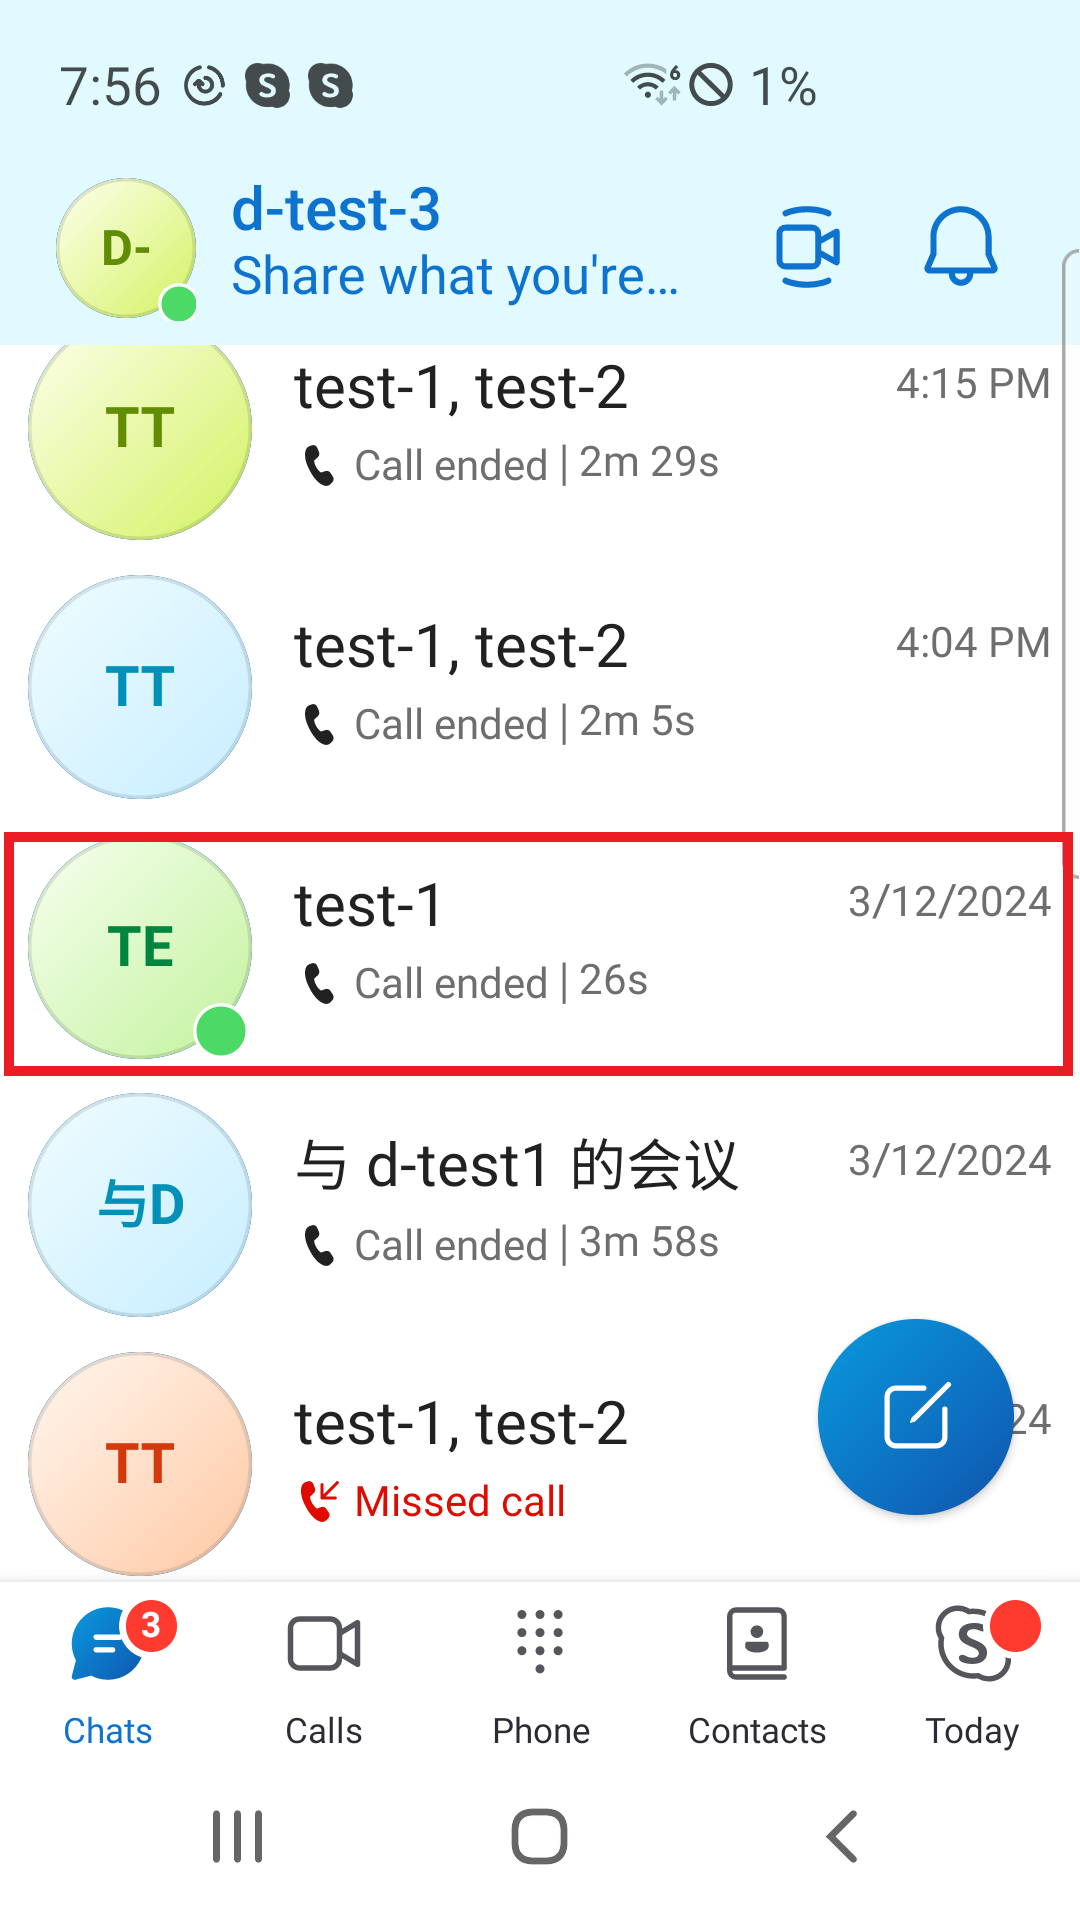 7:56 S S 6 1%
D- d-test-3
Share what you're...
TT test-1, test-2 4:15 PM
Call ended | 2m 29s
TT test-1, test-2 4:04 PM
Call ended | 2m 5s
TE test-1 3/12/2024
Call ended | 26s
与D 与 d-test1 的会议 3/12/2024
Call ended | 3m 58s
TT test-1, test-2 24
Missed call
3 S
Chats Calls Phone Contacts Today